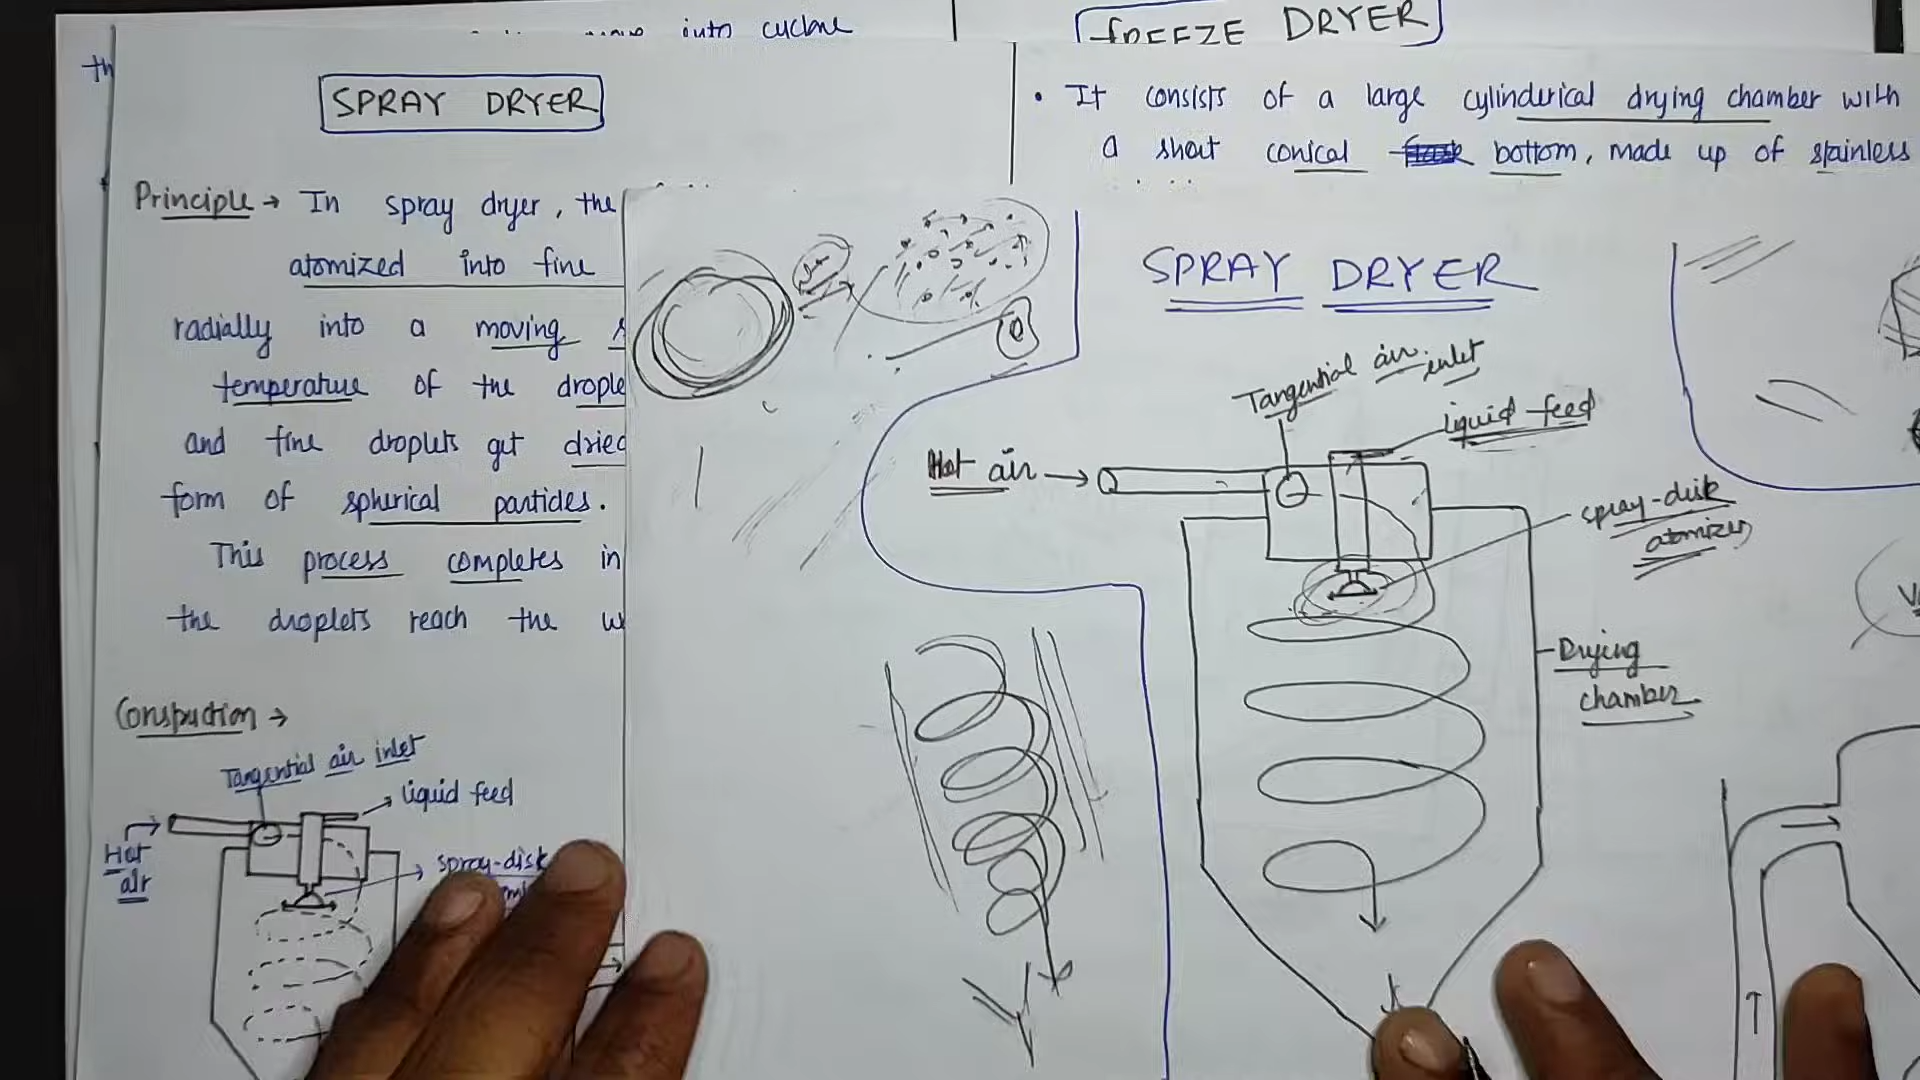 into cyclone
th
SPRAY DRYER
Principle → In spray dryer, the
atomized into fine
radially into a moving
temperature of the drople
and fine droplets get dried
form of spherical particles.
This process completes in
the droplets reach the w
Construction →
Tangential air inlet
liquid feed
Hot
air
spray-disk
FREEZE DRYER
• It consists of a large cylinderical drying chamber with
a short conical bottom, made up of stainless
SPRAY DRYER
Tangential air inlet
liquid feed
Hot air →
spray-disk
atomizer
Drying
chamber